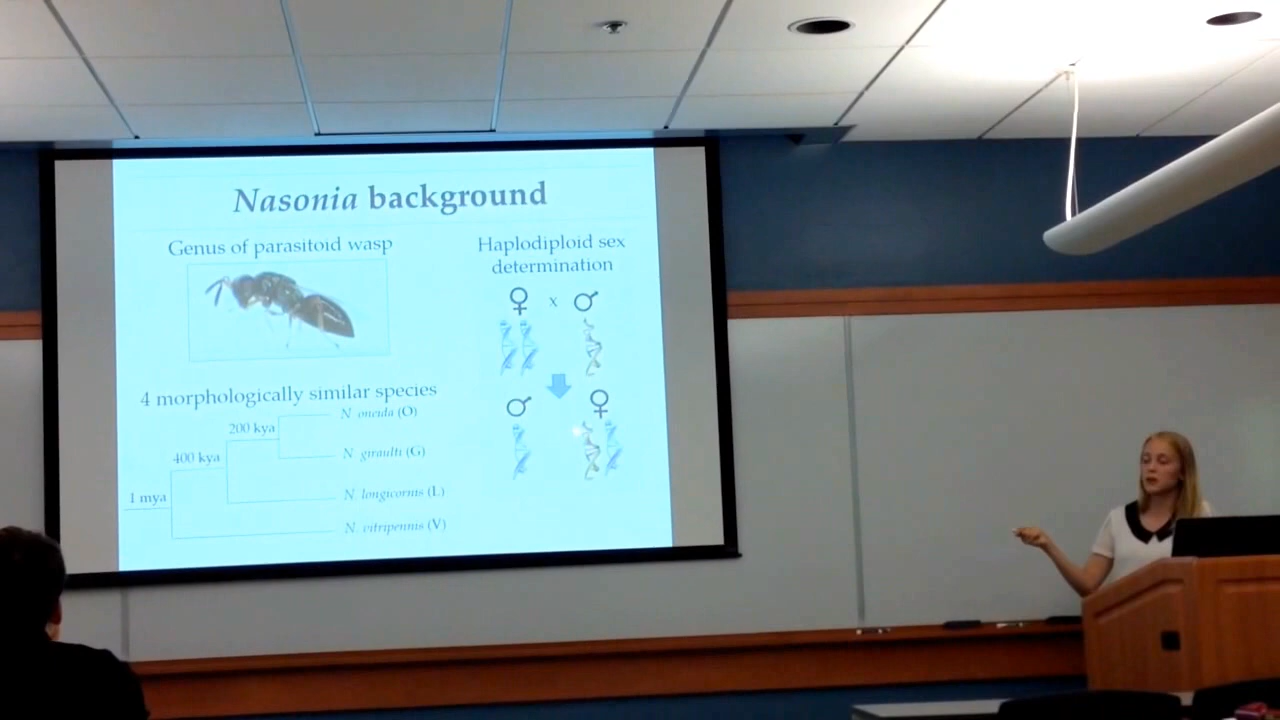 Nasonia background
Genus of parasitoid wasp
4 morphologically similar species
1 mya
400 kya
200 kya
N. oneida (O)
N. giraulti (G)
N. longicornis (L)
N. vitripennis (V)
Haplodiploid sex
determination
♀ x ♂
♂ ♀